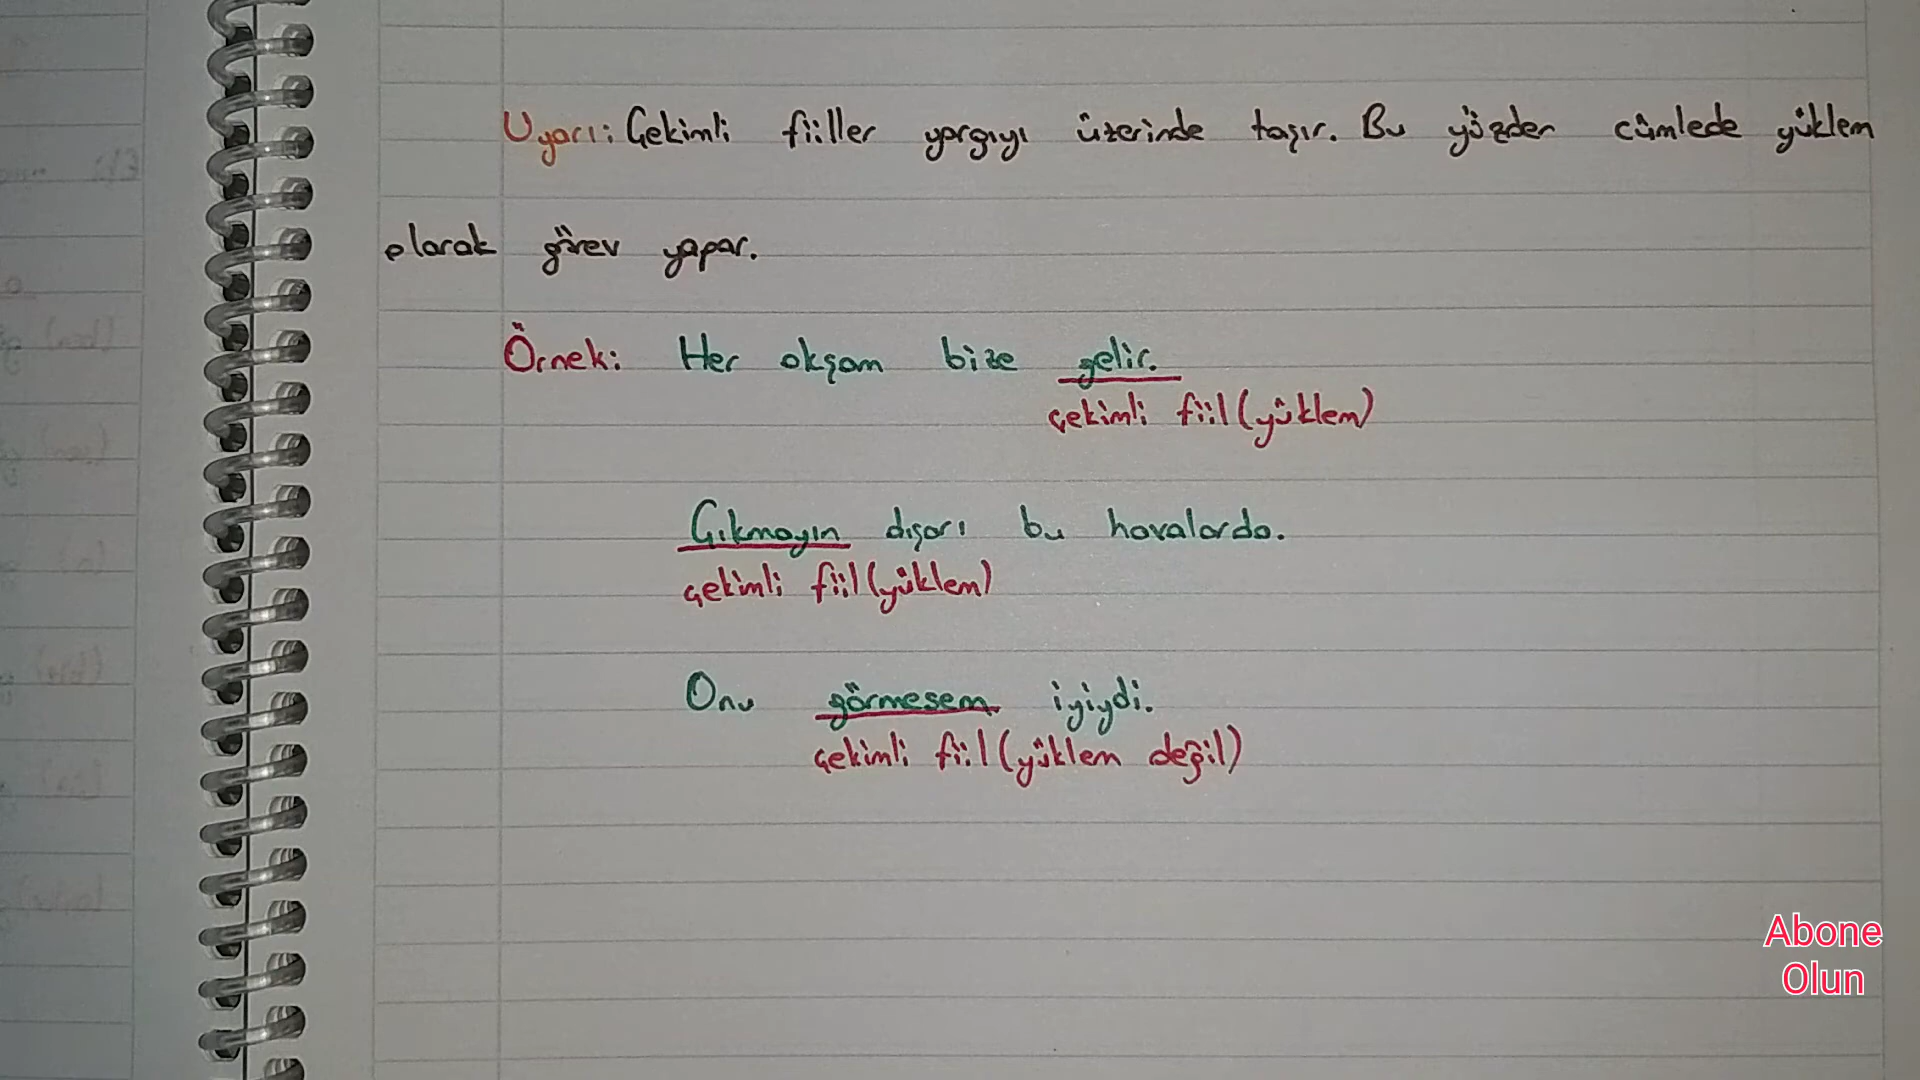 Uyarı: Çekimli fiiller yargıyı üzerinde taşır. Bu yüzden cümlede yüklem
olarak görev yapar.
Örnek: Her akşam bize gelir.
çekimli fiil (yüklem)
Çıkmayın dışarı bu havalarda.
çekimli fiil (yüklem)
Onu görmesem iyiydi.
çekimli fiil (yüklem değil)
Abone
Olun